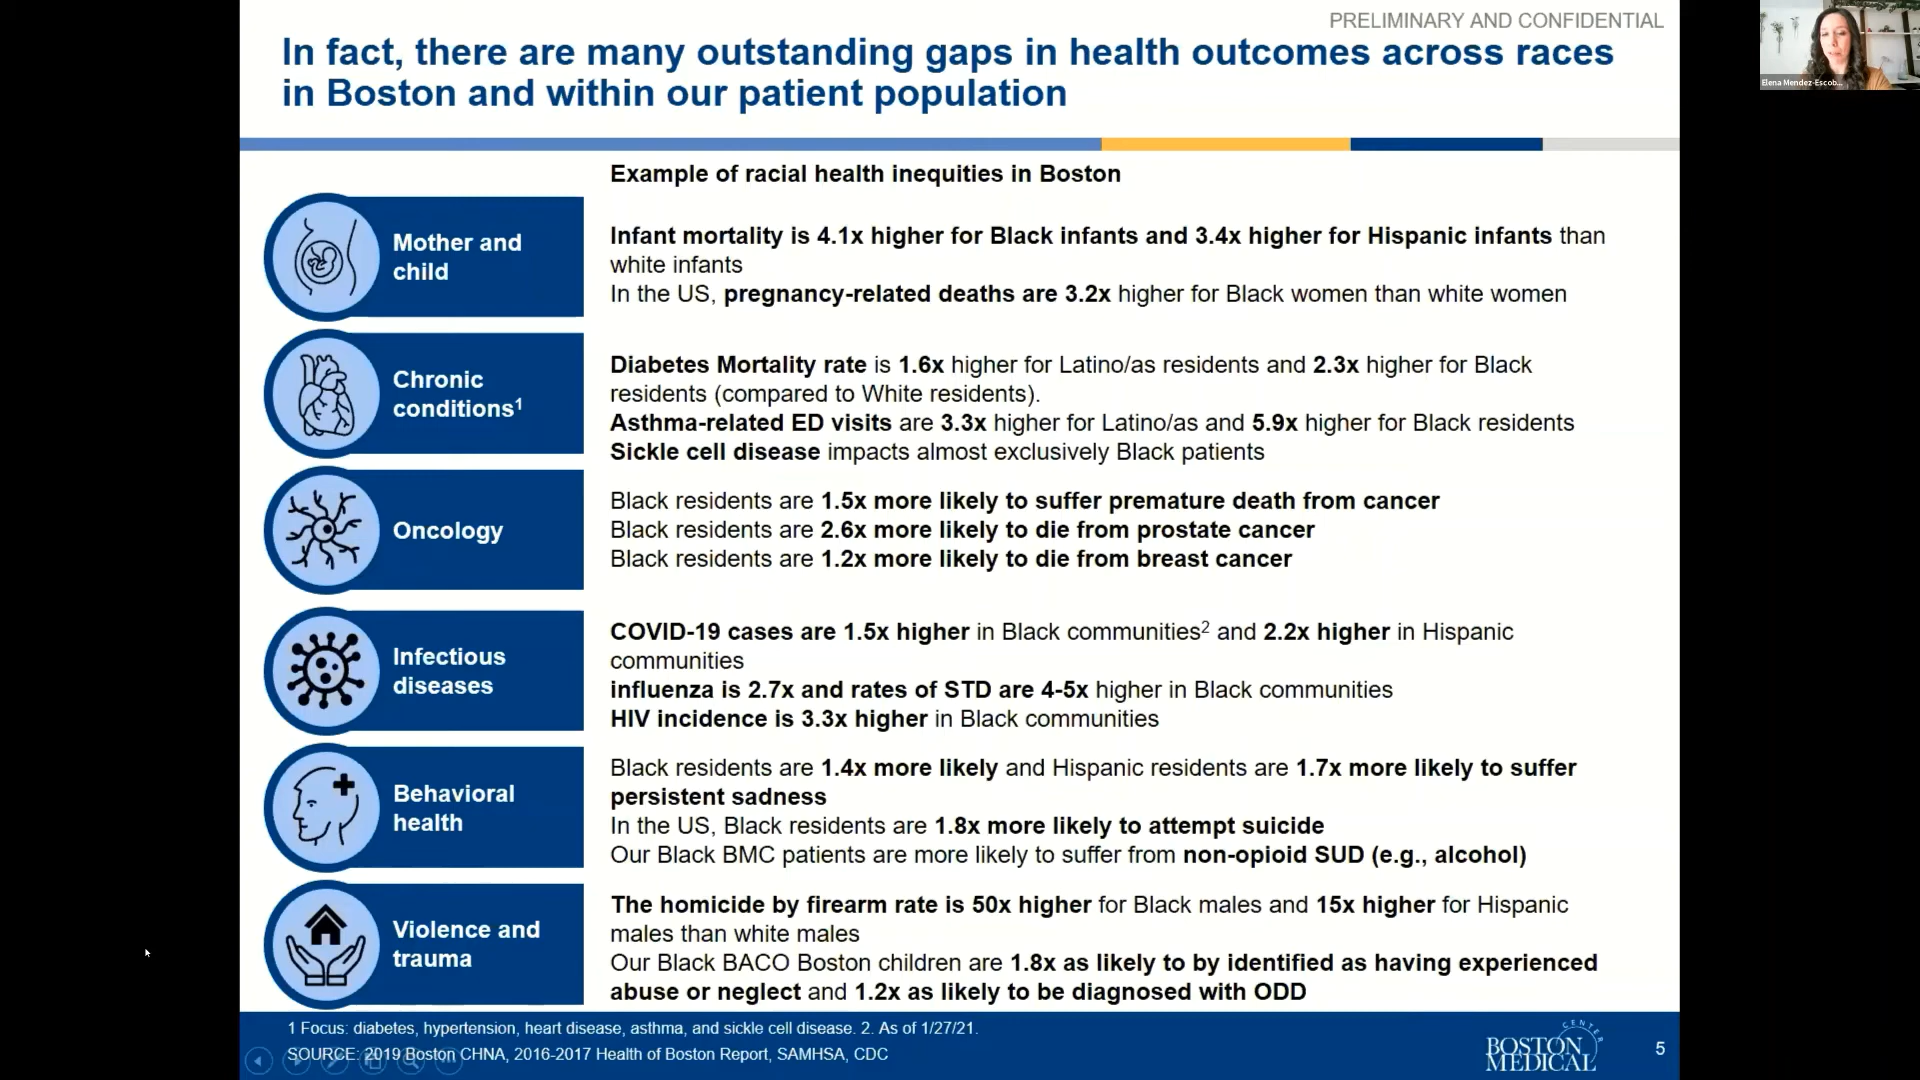 PRELIMINARY AND CONFIDENTIAL
In fact, there are many outstanding gaps in health outcomes across races
in Boston and within our patient population
Elena Mendez-Escob...
Example of racial health inequities in Boston
Mother and
child
Infant mortality is 4.1x higher for Black infants and 3.4x higher for Hispanic infants than
white infants
In the US, pregnancy-related deaths are 3.2x higher for Black women than white women
Chronic
conditions1
Diabetes Mortality rate is 1.6x higher for Latino/as residents and 2.3x higher for Black
residents (compared to White residents).
Asthma-related ED visits are 3.3x higher for Latino/as and 5.9x higher for Black residents
Sickle cell disease impacts almost exclusively Black patients
Oncology
Black residents are 1.5x more likely to suffer premature death from cancer
Black residents are 2.6x more likely to die from prostate cancer
Black residents are 1.2x more likely to die from breast cancer
Infectious
diseases
COVID-19 cases are 1.5x higher in Black communities2 and 2.2x higher in Hispanic
communities
influenza is 2.7x and rates of STD are 4-5x higher in Black communities
HIV incidence is 3.3x higher in Black communities
Behavioral
health
Black residents are 1.4x more likely and Hispanic residents are 1.7x more likely to suffer
persistent sadness
In the US, Black residents are 1.8x more likely to attempt suicide
Our Black BMC patients are more likely to suffer from non-opioid SUD (e.g., alcohol)
Violence and
trauma
The homicide by firearm rate is 50x higher for Black males and 15x higher for Hispanic
males than white males
Our Black BACO Boston children are 1.8x as likely to by identified as having experienced
abuse or neglect and 1.2x as likely to be diagnosed with ODD
1 Focus: diabetes, hypertension, heart disease, asthma, and sickle cell disease. 2. As of 1/27/21.
SOURCE: 2019 Boston CHNA, 2016-2017 Health of Boston Report, SAMHSA, CDC
BOSTON
MEDICAL
CENTER
5